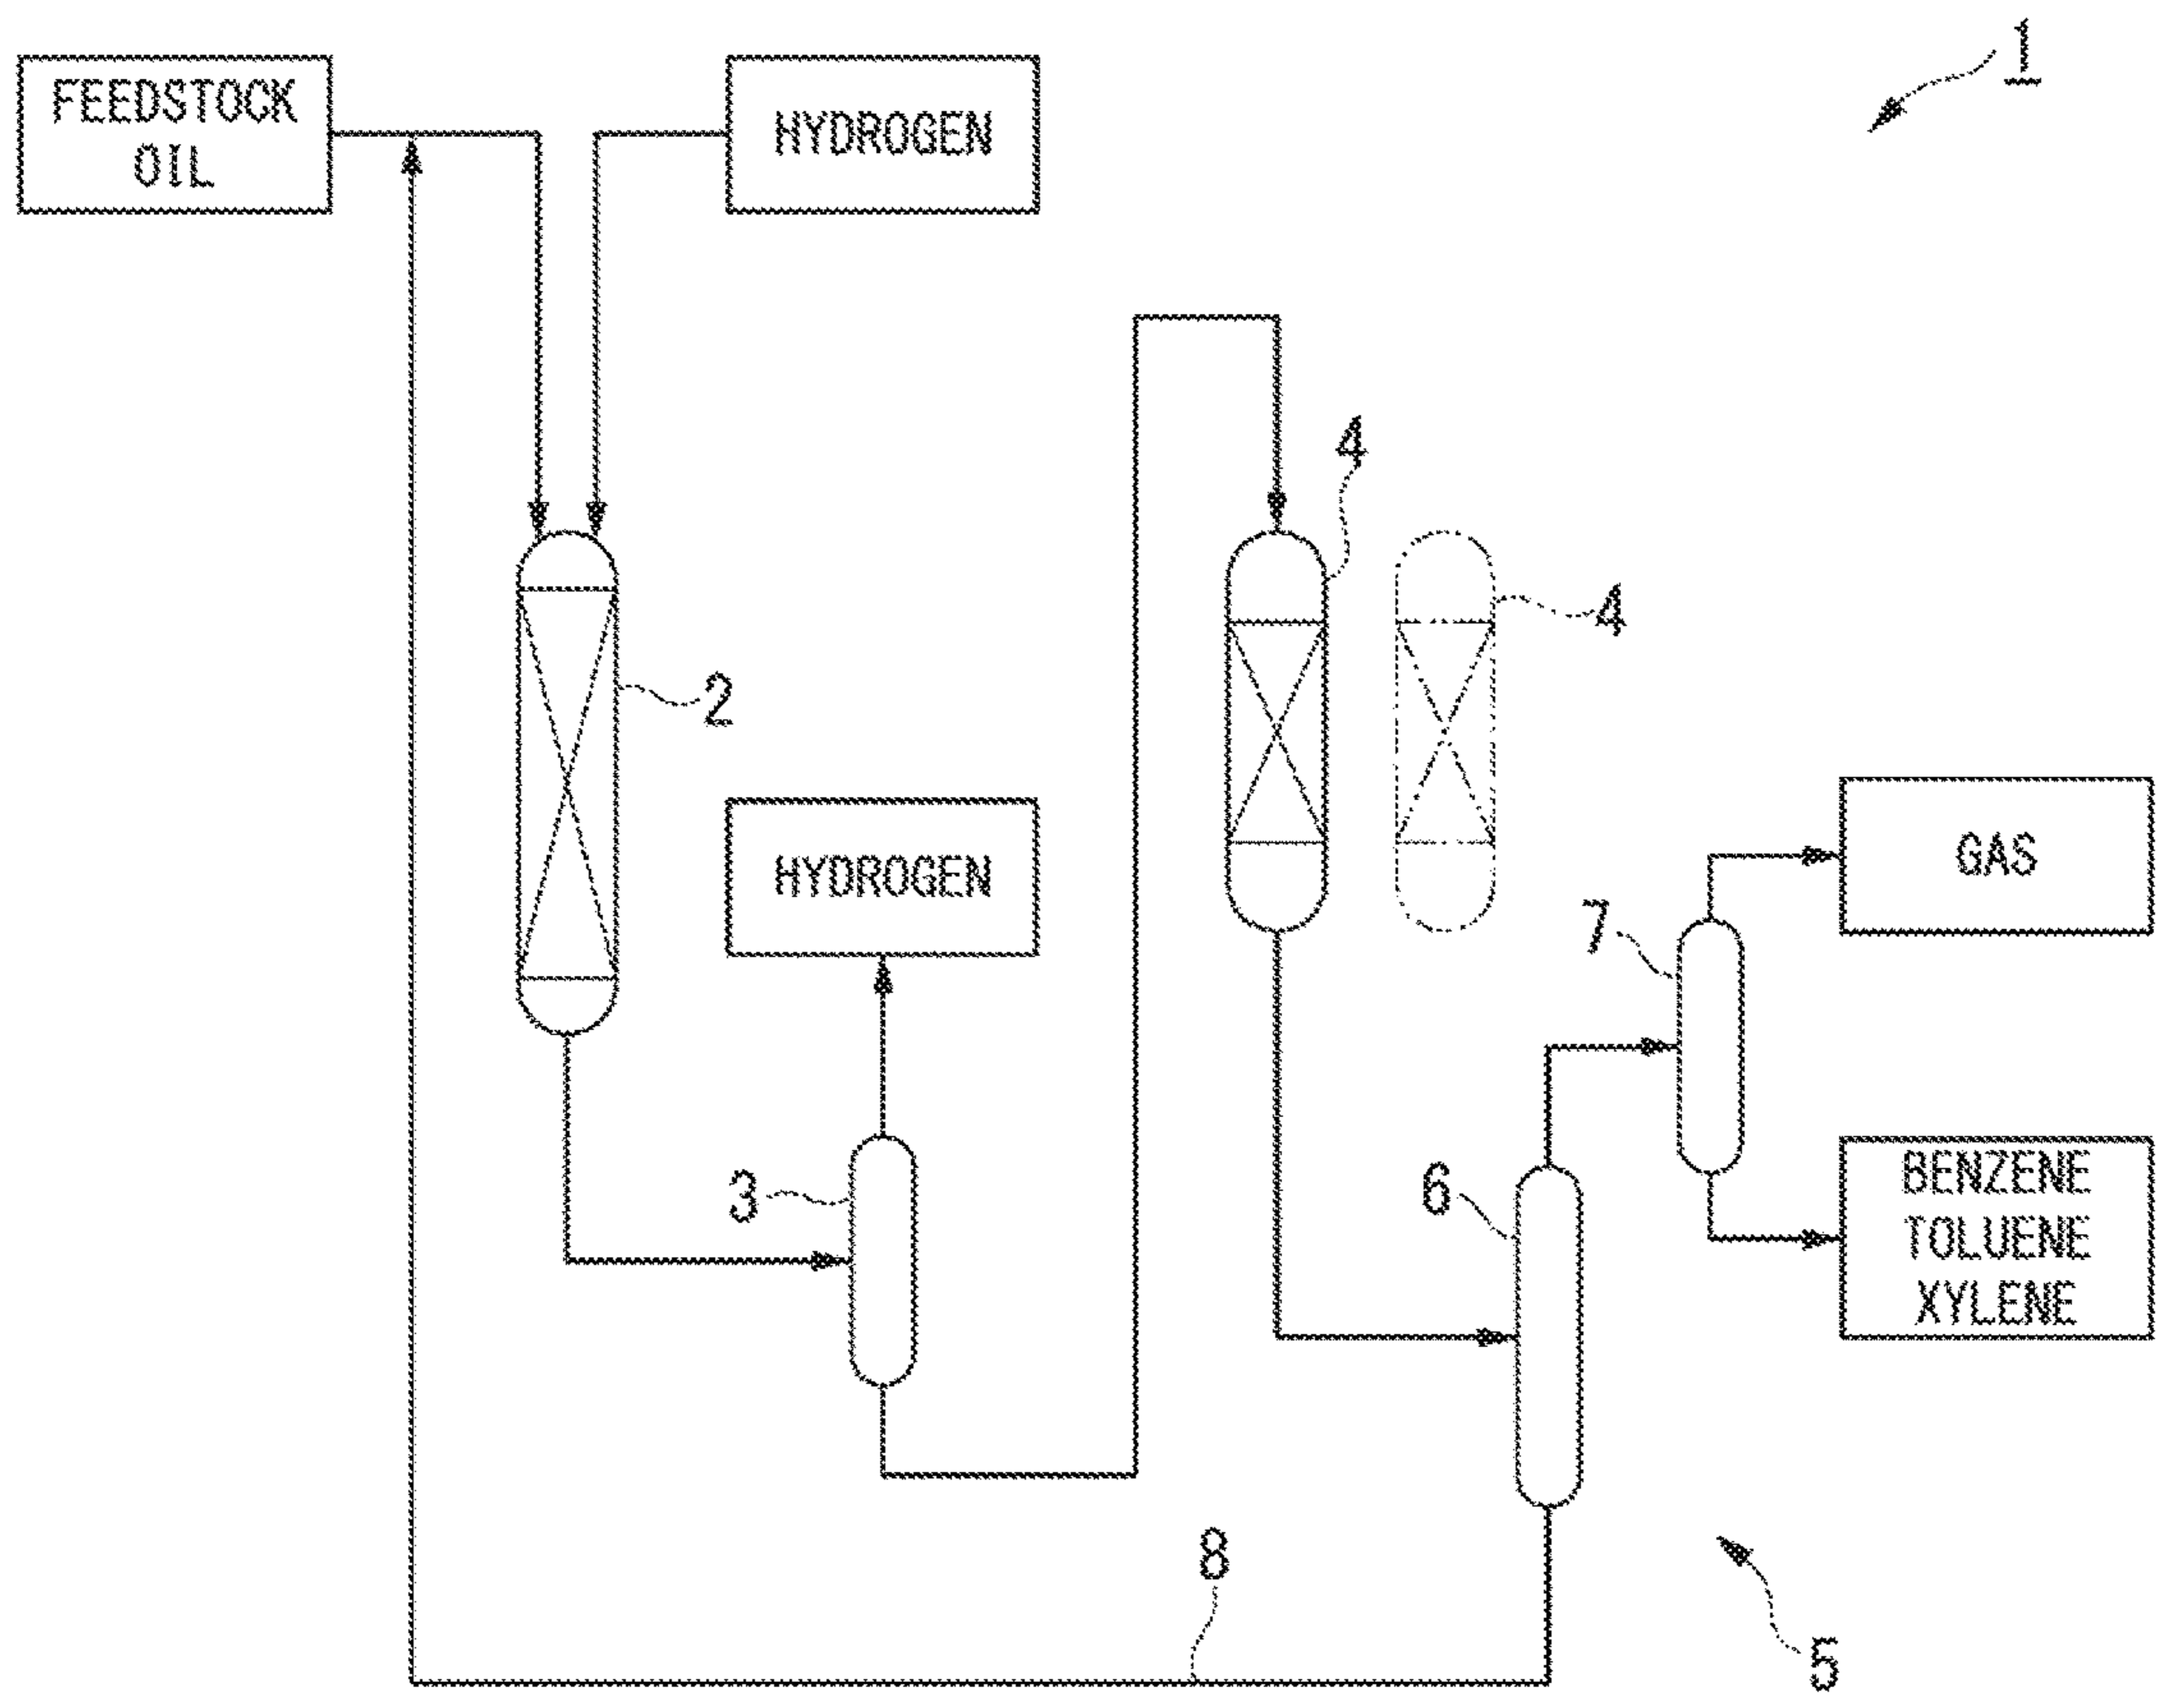 1
FEEDSTOCK
OIL
HYDROGEN
4
4
2
HYDROGEN
GAS
7
3
6
BENZENE
TOLUENE
XYLENE
8
5